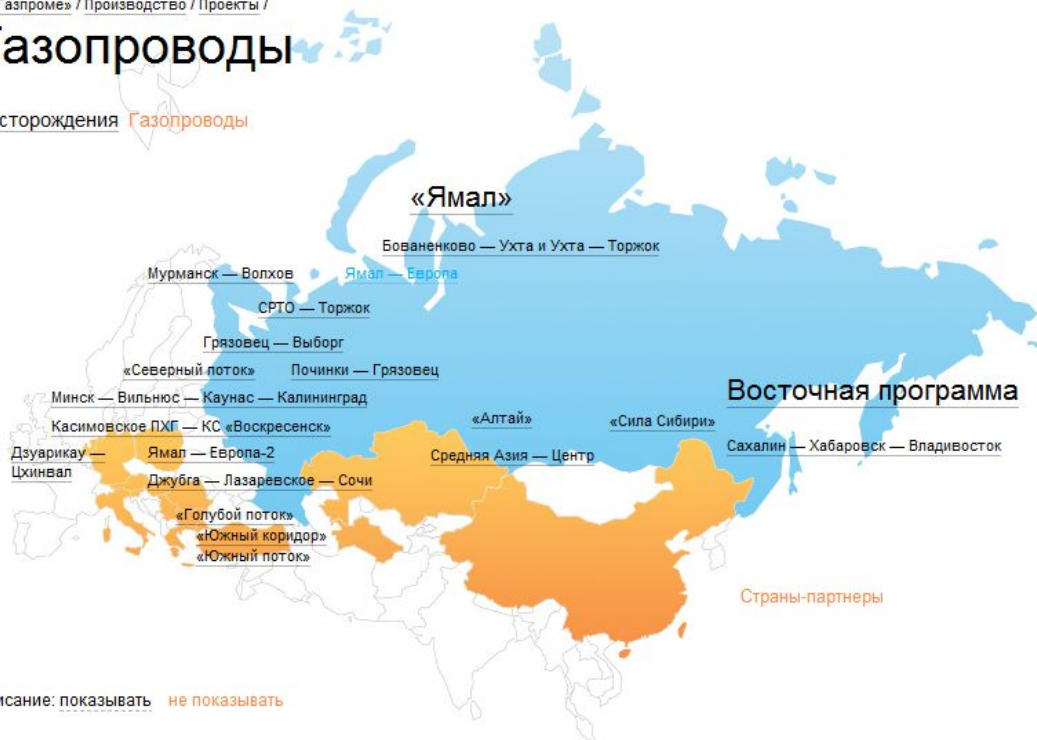 азпроме» / Производство / Проекты /
Газопроводы
сторождения Газопроводы
«Ямал»
Бованенково — Ухта и Ухта — Торжок
Мурманск — Волхов Ямал — Европа
СРТО — Торжок
Грязовец — Выборг
«Северный поток» Починки — Грязовец
Минск — Вильнюс — Каунас — Калининград
Восточная программа
«Алтай» «Сила Сибири»
Касимовское ПХГ — КС «Воскресенск»
Сахалин — Хабаровск — Владивосток
Дзуарикау —
Цхинвал
Ямал — Европа-2
Средняя Азия — Центр
Джубга — Лазаревское — Сочи
«Голубой поток»
«Южный коридор»
«Южный поток»
Страны-партнеры
исание: показывать не показывать